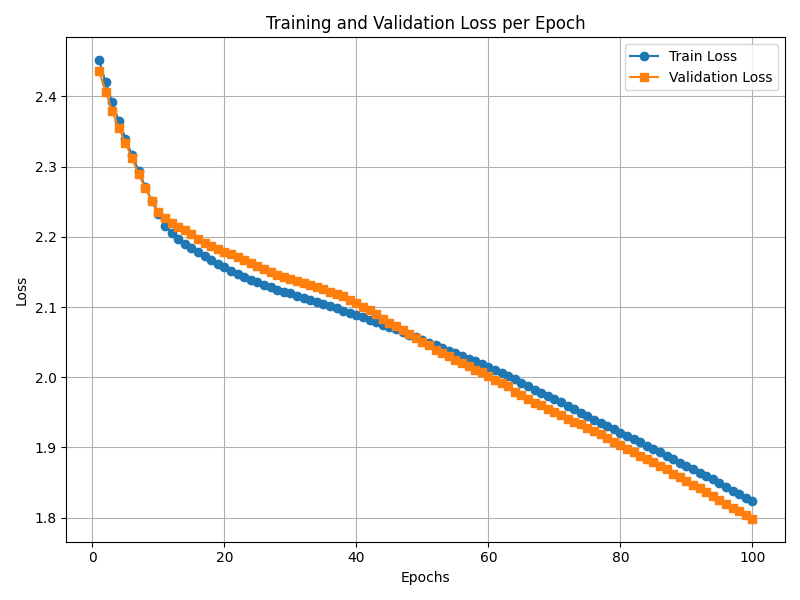 Training and Validation Loss per Epoch
Train Loss
Validation Loss
Loss
2.4
2.3
2.2
2.1
2.0
1.9
1.8
0 20 40 60 80 100
Epochs